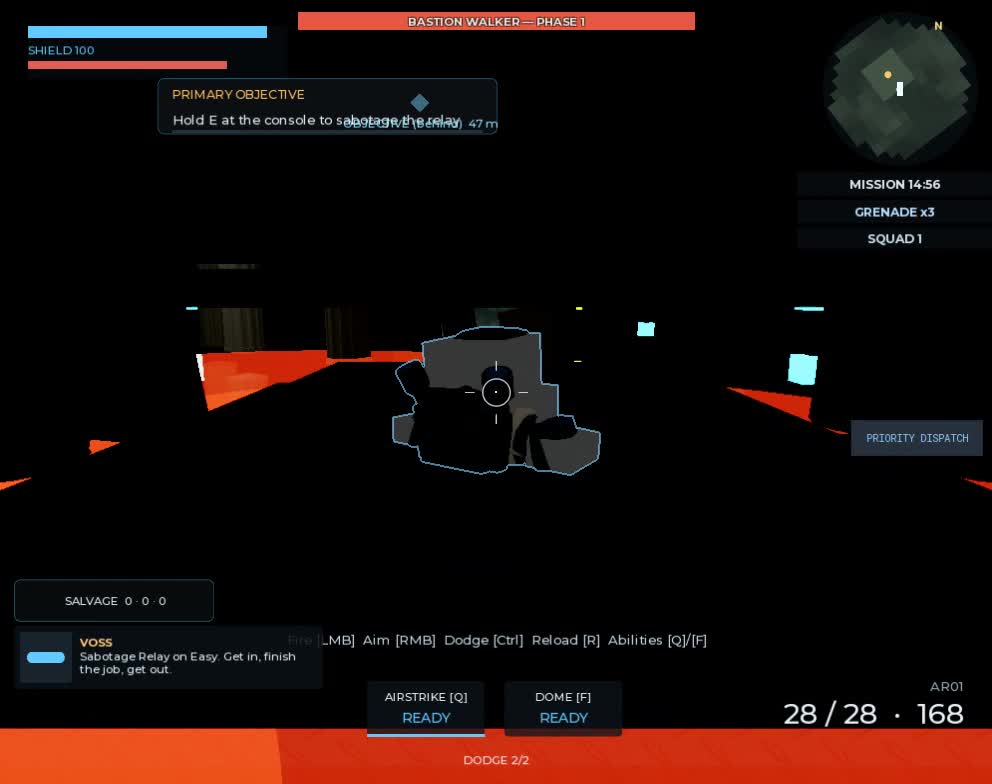 BASTION WALKER — PHASE 1
SHIELD 100
N
PRIMARY OBJECTIVE
Hold E at the console to sabotage the relay
OBJECTIVE (behind) 47 m
MISSION 14:56
GRENADE x3
SQUAD 1
PRIORITY DISPATCH
SALVAGE 0 · 0 · 0
VOSS
Sabotage Relay on Easy. Get in, finish
the job, get out.
Fire [LMB] Aim [RMB] Dodge [Ctrl] Reload [R] Abilities [Q]/[F]
AIRSTRIKE [Q]
READY
DOME [F]
READY
AR01
28 / 28 · 168
DODGE 2/2